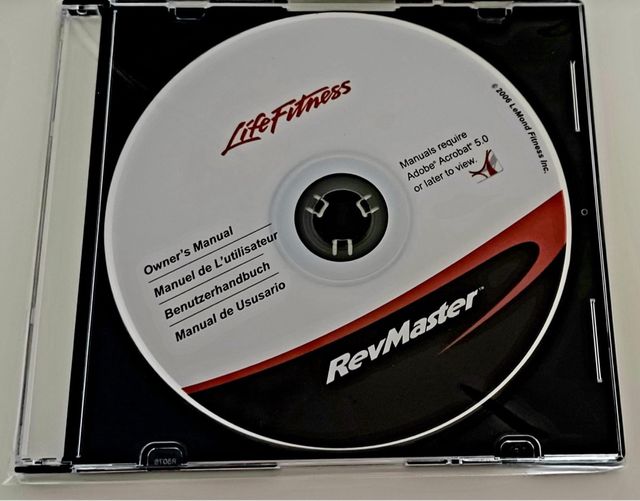 LifeFitness
© 2006 LeMond Fitness Inc.
Manuals require
Adobe® Acrobat® 5.0
or later to view.
Owner's Manual
Manuel de L'utilisateur
Benutzerhandbuch
Manual de Ususario
RevMaster™